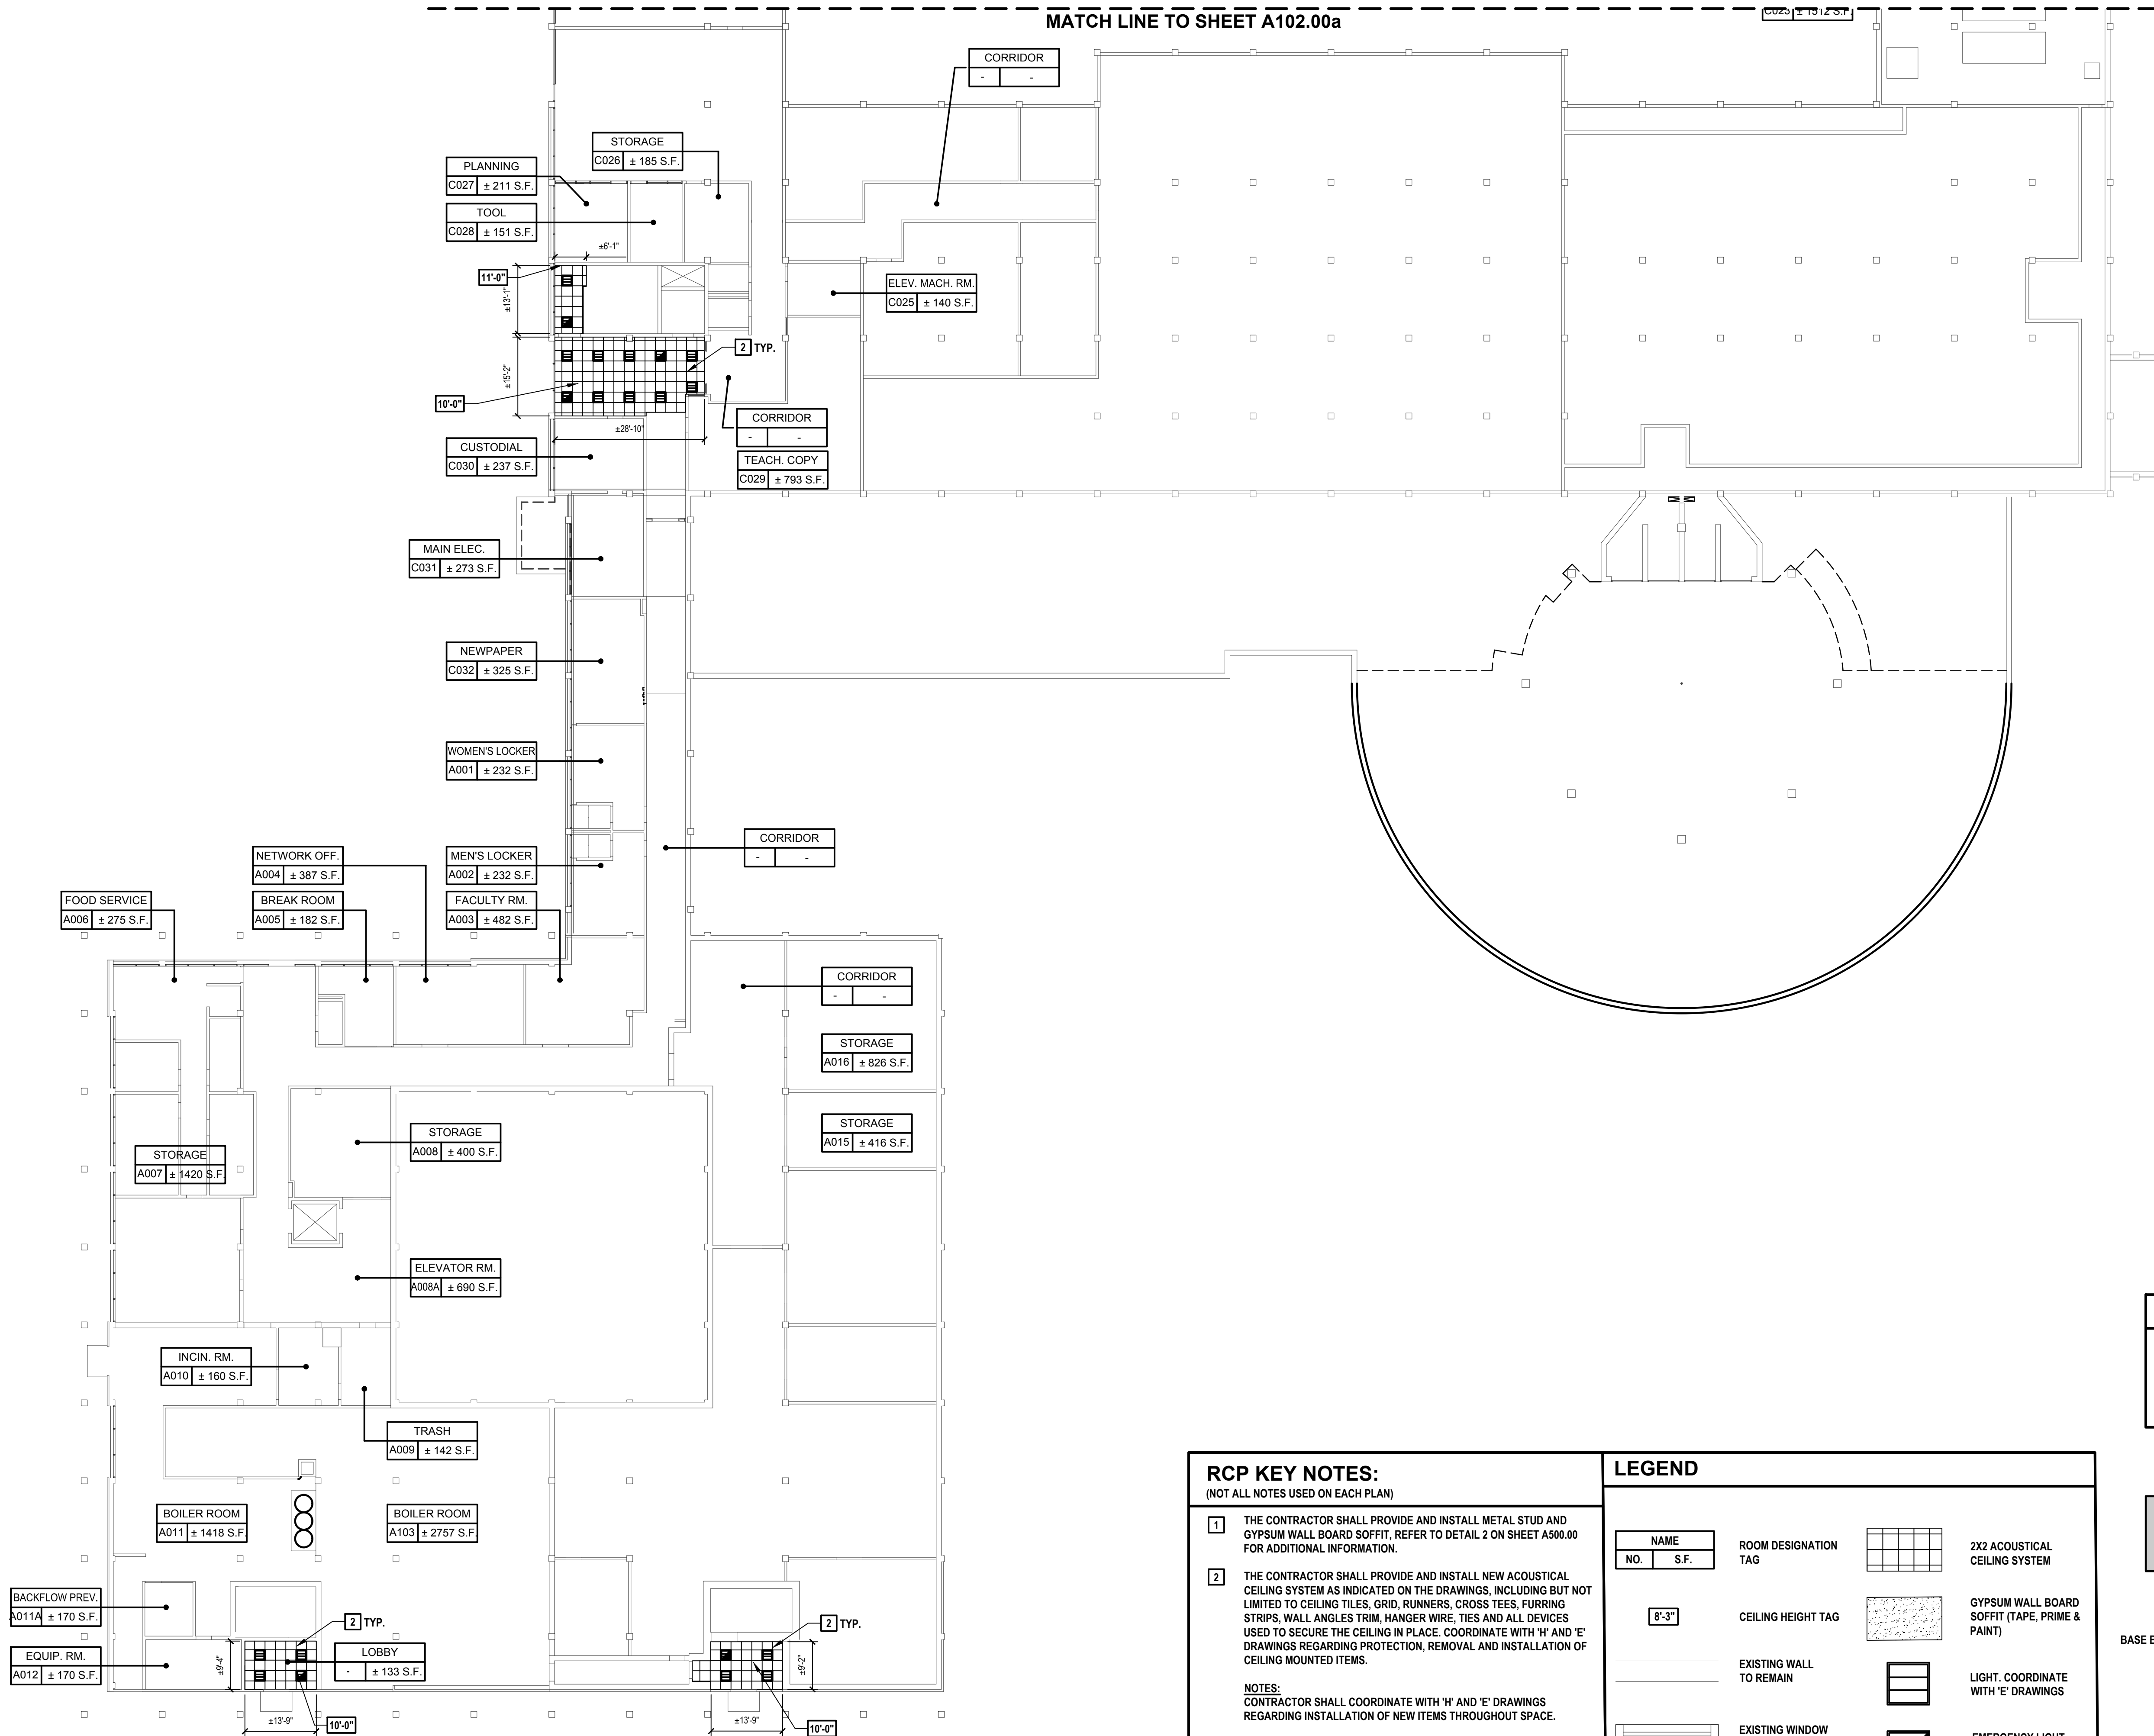 MATCH LINE TO SHEET A102.00a
C023 ± 1512 S.F.
CORRIDOR
- -
STORAGE
C026 ± 185 S.F.
PLANNING
C027 ± 211 S.F.
TOOL
C028 ± 151 S.F.
±6'-1"
11'-0"
±13'-1"
ELEV. MACH. RM.
C025 ± 140 S.F.
2 TYP.
±15'-2"
10'-0"
CORRIDOR
- -
±28'-10"
CUSTODIAL
C030 ± 237 S.F.
TEACH. COPY
C029 ± 793 S.F.
MAIN ELEC.
C031 ± 273 S.F.
NEWPAPER
C032 ± 325 S.F.
WOMEN'S LOCKER
A001 ± 232 S.F.
CORRIDOR
- -
NETWORK OFF.
A004 ± 387 S.F.
MEN'S LOCKER
A002 ± 232 S.F.
FOOD SERVICE
A006 ± 275 S.F.
BREAK ROOM
A005 ± 182 S.F.
FACULTY RM.
A003 ± 482 S.F.
CORRIDOR
- -
STORAGE
A016 ± 826 S.F.
STORAGE
A015 ± 416 S.F.
STORAGE
A008 ± 400 S.F.
STORAGE
A007 ± 1420 S.F.
ELEVATOR RM.
A008A ± 690 S.F.
INCIN. RM.
A010 ± 160 S.F.
TRASH
A009 ± 142 S.F.
BOILER ROOM
A011 ± 1418 S.F.
BOILER ROOM
A103 ± 2757 S.F.
BACKFLOW PREV.
A011A ± 170 S.F.
EQUIP. RM.
A012 ± 170 S.F.
2 TYP.
LOBBY
- ± 133 S.F.
±9'-4"
±13'-9"
10'-0"
2 TYP.
±9'-2"
±13'-9"
10'-0"
RCP KEY NOTES:
(NOT ALL NOTES USED ON EACH PLAN)
1 THE CONTRACTOR SHALL PROVIDE AND INSTALL METAL STUD AND
GYPSUM WALL BOARD SOFFIT, REFER TO DETAIL 2 ON SHEET A500.00
FOR ADDITIONAL INFORMATION.
2 THE CONTRACTOR SHALL PROVIDE AND INSTALL NEW ACOUSTICAL
CEILING SYSTEM AS INDICATED ON THE DRAWINGS, INCLUDING BUT NOT
LIMITED TO CEILING TILES, GRID, RUNNERS, CROSS TEES, FURRING
STRIPS, WALL ANGLES TRIM, HANGER WIRE, TIES AND ALL DEVICES
USED TO SECURE THE CEILING IN PLACE. COORDINATE WITH 'H' AND 'E'
DRAWINGS REGARDING PROTECTION, REMOVAL AND INSTALLATION OF
CEILING MOUNTED ITEMS.
NOTES:
CONTRACTOR SHALL COORDINATE WITH 'H' AND 'E' DRAWINGS
REGARDING INSTALLATION OF NEW ITEMS THROUGHOUT SPACE.
LEGEND
NAME
NO. S.F.
ROOM DESIGNATION
TAG
2X2 ACOUSTICAL
CEILING SYSTEM
8'-3"
CEILING HEIGHT TAG
GYPSUM WALL BOARD
SOFFIT (TAPE, PRIME &
PAINT)
EXISTING WALL
TO REMAIN
LIGHT. COORDINATE
WITH 'E' DRAWINGS
EXISTING WINDOW
EMERGENCY LIGHT
BASE